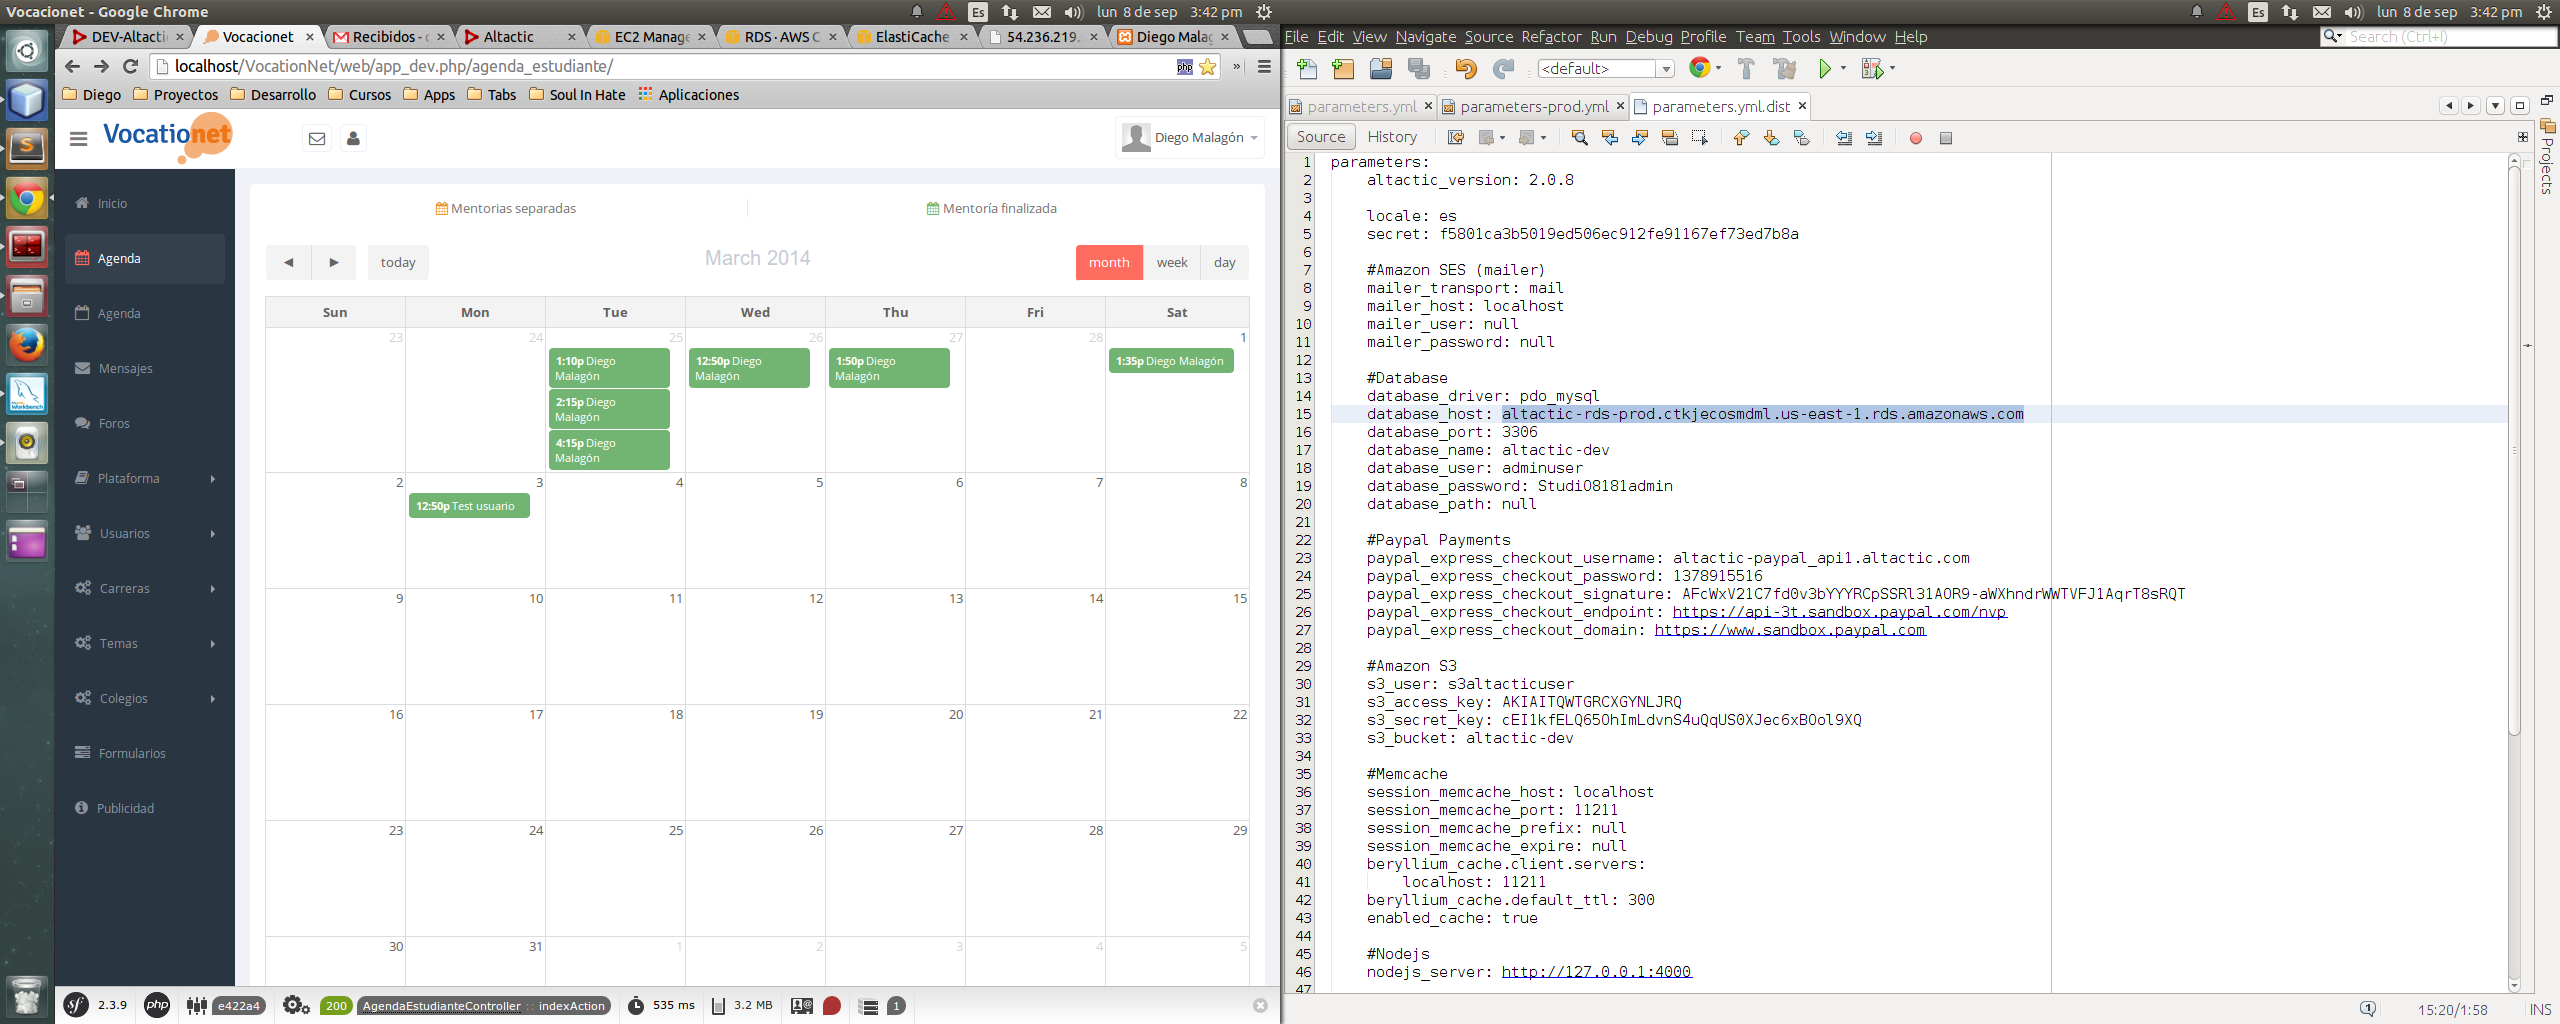 Vocacionet - Google Chrome
Es
lun 8 de sep 3:42 pm
Es
lun 8 de sep 3:42 pm
DEV-Altactic
Vocacionet
Recibidos -
Altactic
EC2 Manage
RDS · AWS C
ElastiCache
54.236.219.
Diego Malag
localhost/VocationNet/web/app_dev.php/agenda_estudiante/
php
Diego
Proyectos
Desarrollo
Cursos
Apps
Tabs
Soul In Hate
Aplicaciones
Vocationet
Diego Malagón
Inicio
Agenda
Agenda
Mensajes
Foros
Plataforma
Usuarios
Carreras
Temas
Colegios
Formularios
Publicidad
Mentorias separadas
Mentoría finalizada
today
March 2014
month week day
Sun Mon Tue Wed Thu Fri Sat
23 24 25 26 27 28 1
1:10p Diego Malagón
2:15p Diego Malagón
4:15p Diego Malagón
12:50p Diego Malagón
1:50p Diego Malagón
1:35p Diego Malagón
2 3 4 5 6 7 8
12:50p Test usuario
9 10 11 12 13 14 15
16 17 18 19 20 21 22
23 24 25 26 27 28 29
30 31 1 2 3 4 5
sf 2.3.9 php e422a4 200 AgendaEstudianteController :: indexAction 535 ms 3.2 MB 1
File Edit View Navigate Source Refactor Run Debug Profile Team Tools Window Help
Search (Ctrl+I)
<default>
parameters.yml
parameters-prod.yml
parameters.yml.dist
Source History
Projects
1 parameters:
2 altactic_version: 2.0.8
3
4 locale: es
5 secret: f5801ca3b5019ed506ec912fe91167ef73ed7b8a
6
7 #Amazon SES (mailer)
8 mailer_transport: mail
9 mailer_host: localhost
10 mailer_user: null
11 mailer_password: null
12
13 #Database
14 database_driver: pdo_mysql
15 database_host: altactic-rds-prod.ctkjecosmdml.us-east-1.rds.amazonaws.com
16 database_port: 3306
17 database_name: altactic-dev
18 database_user: adminuser
19 database_password: Studi08181admin
20 database_path: null
21
22 #Paypal Payments
23 paypal_express_checkout_username: altactic-paypal_api1.altactic.com
24 paypal_express_checkout_password: 1378915516
25 paypal_express_checkout_signature: AFcWxV21C7fd0v3bYYYRCpSSRl31AOR9-aWXhndrWWTVFJ1AqrT8sRQT
26 paypal_express_checkout_endpoint: https://api-3t.sandbox.paypal.com/nvp
27 paypal_express_checkout_domain: https://www.sandbox.paypal.com
28
29 #Amazon S3
30 s3_user: s3altacticuser
31 s3_access_key: AKIAITQWTGRCXGYNLJRQ
32 s3_secret_key: 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
33 s3_bucket: altactic-dev
34
35 #Memcache
36 session_memcache_host: localhost
37 session_memcache_port: 11211
38 session_memcache_prefix: null
39 session_memcache_expire: null
40 beryllium_cache.client.servers:
41 localhost: 11211
42 beryllium_cache.default_ttl: 300
43 enabled_cache: true
44
45 #Nodejs
46 nodejs_server: http://127.0.0.1:4000
47
15:20/1:58 INS